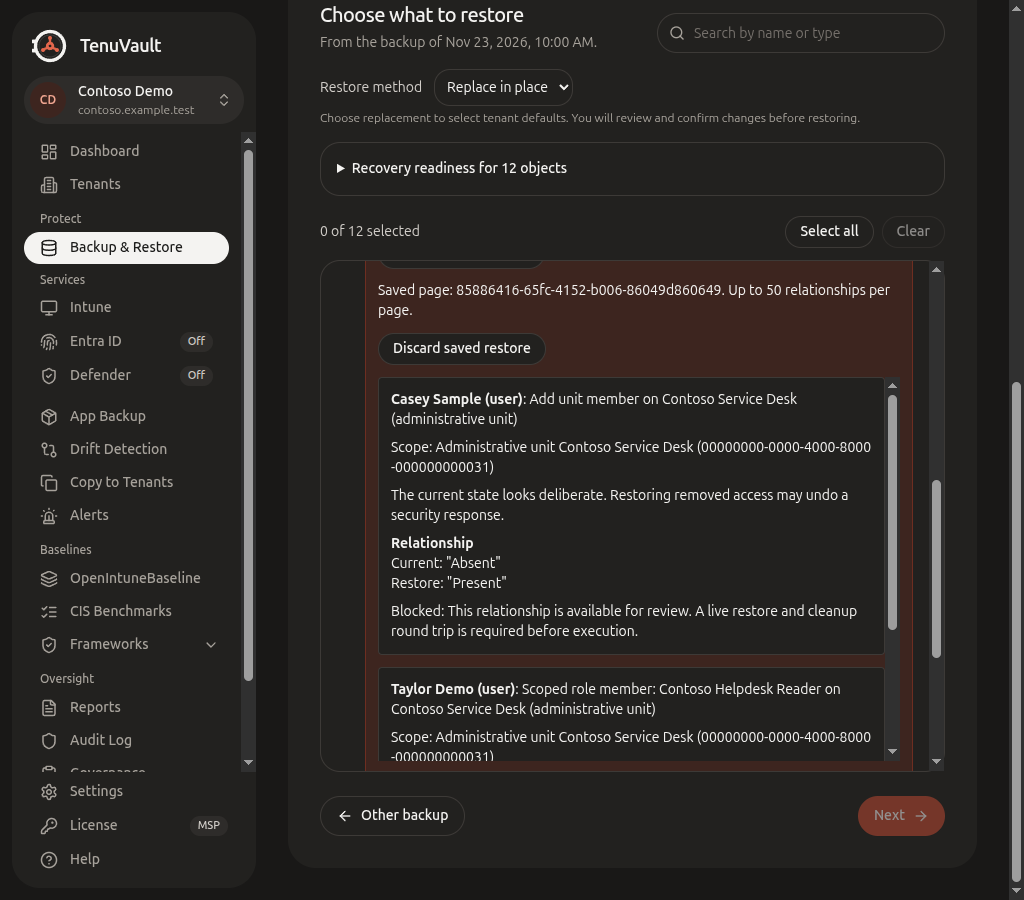 TenuVault
CD
Contoso Demo
contoso.example.test
Dashboard
Tenants
Protect
Backup & Restore
Services
Intune
Entra ID
Off
Defender
Off
App Backup
Drift Detection
Copy to Tenants
Alerts
Baselines
OpenIntuneBaseline
CIS Benchmarks
Frameworks
Oversight
Reports
Audit Log
Governance
Settings
License
MSP
Help
Choose what to restore
From the backup of Nov 23, 2026, 10:00 AM.
Search by name or type
Restore method
Replace in place
Choose replacement to select tenant defaults. You will review and confirm changes before restoring.
Recovery readiness for 12 objects
0 of 12 selected
Select all
Clear
Saved page: 85886416-65fc-4152-b006-86049d860649. Up to 50 relationships per
page.
Discard saved restore
Casey Sample (user): Add unit member on Contoso Service Desk
(administrative unit)
Scope: Administrative unit Contoso Service Desk (00000000-0000-4000-8000
-000000000031)
The current state looks deliberate. Restoring removed access may undo a
security response.
Relationship
Current: "Absent"
Restore: "Present"
Blocked: This relationship is available for review. A live restore and cleanup
round trip is required before execution.
Taylor Demo (user): Scoped role member: Contoso Helpdesk Reader on
Contoso Service Desk (administrative unit)
Scope: Administrative unit Contoso Service Desk (00000000-0000-4000-8000
-000000000031)
Other backup
Next